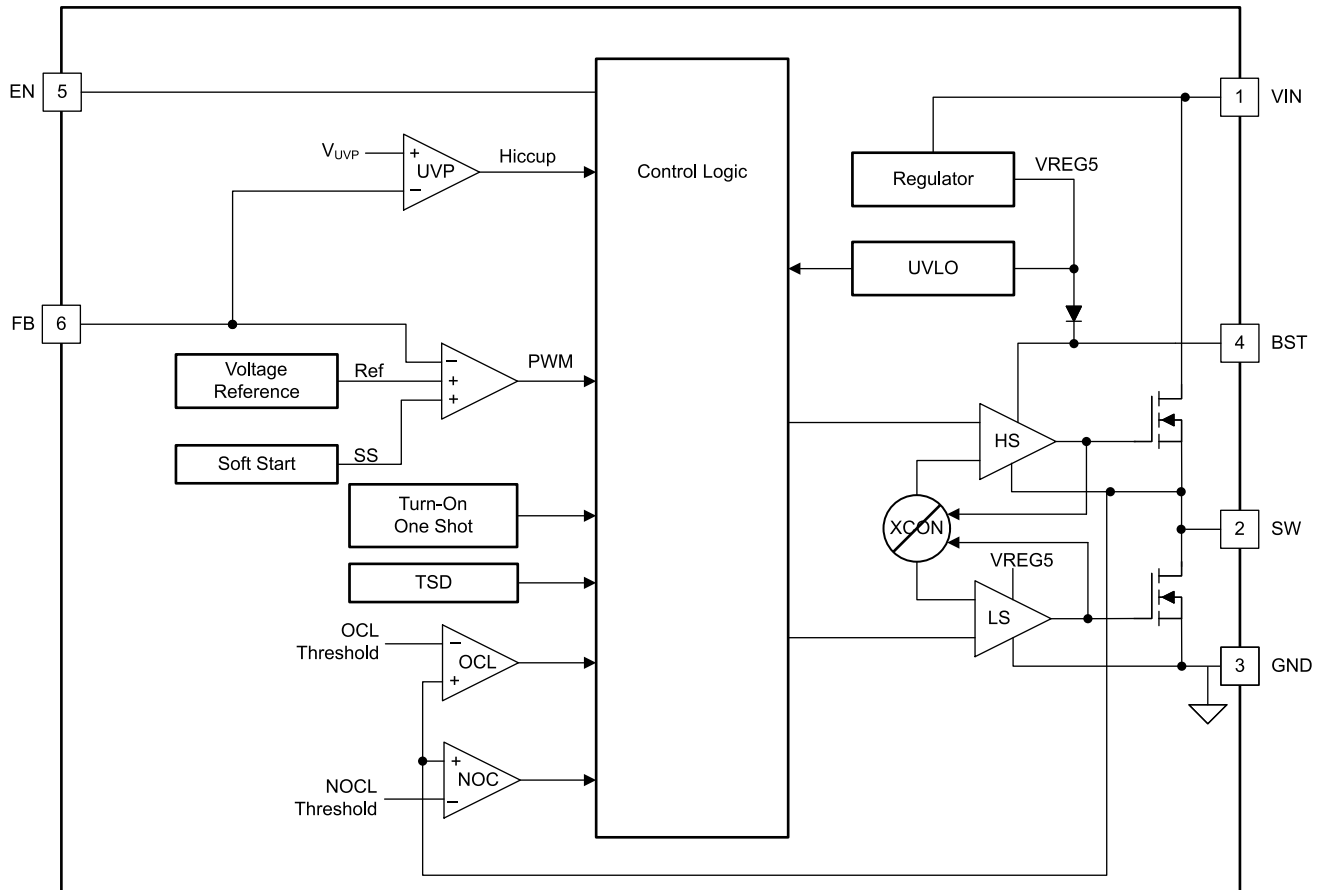 EN
5
1
VIN
VUVP
+
−
UVP
Hiccup
Control Logic
Regulator
VREG5
UVLO
FB
6
4
BST
Voltage
Reference
Ref
−
+
+
PWM
HS
Soft Start
SS
Turn-On
One Shot
XCON
2
SW
VREG5
TSD
LS
OCL
Threshold
−
+
OCL
3
GND
+
−
NOC
NOCL
Threshold